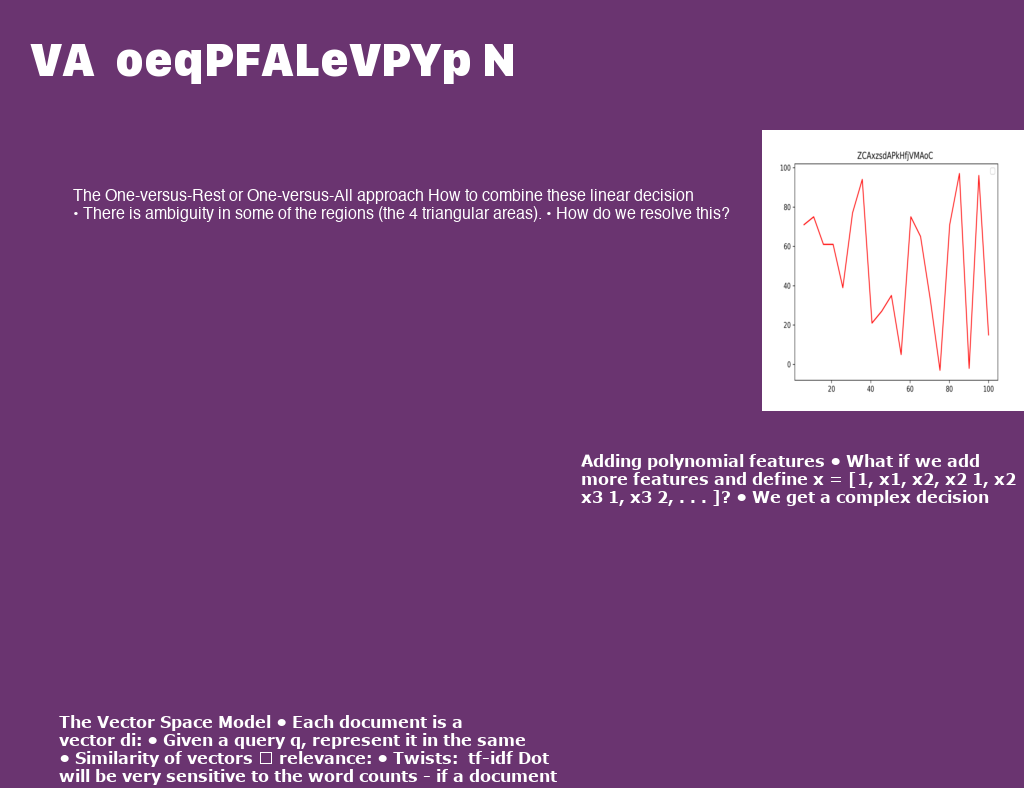 VA  oeqPFALeVPYp N
The One-versus-Rest or One-versus-All approach How to combine these linear decision
• There is ambiguity in some of the regions (the 4 triangular areas). • How do we resolve this?
ZCAxzsdAPkHfjVMAoC
100
80
60
40
20
0
20 40 60 80 100
Adding polynomial features • What if we add
more features and define x = [1, x1, x2, x2 1, x2
x3 1, x3 2, . . . ]? • We get a complex decision
The Vector Space Model • Each document is a
vector di: • Given a query q, represent it in the same
• Similarity of vectors □ relevance: • Twists:  tf-idf Dot
will be very sensitive to the word counts – if a document